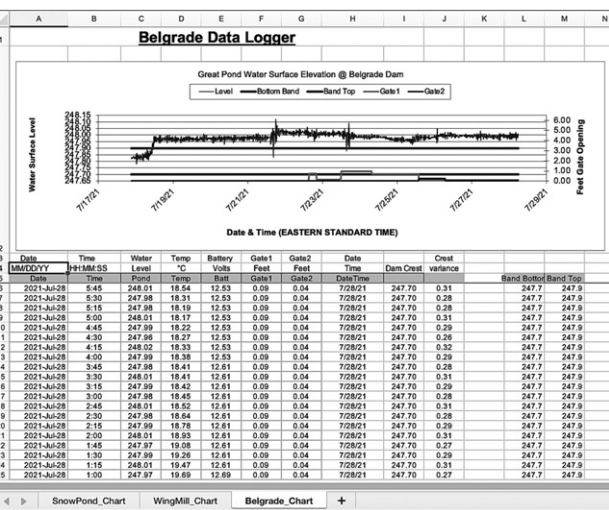 A B C D E F G H I J K L M N
Belgrade Data Logger
Great Pond Water Surface Elevation @ Belgrade Dam
Level Bottom Band Band Top Gate1 Gate2
Water Surface Level
248.15
248.10
248.05
248.00
247.95
247.90
247.85
247.80
247.75
247.70
247.65
6.00
5.00
4.00
3.00
2.00
1.00
0.00
Feet Gate Opening
7/17/21 7/19/21 7/21/21 7/23/21 7/25/21 7/27/21 7/29/21
Date & Time (EASTERN STANDARD TIME)
Date Time Water Temp Battery Gate1 Gate2 Date Crest
MM/DD/YY HH:MM:SS Level °C Volts Feet Feet Time Dam Crest variance
Date Time Pond Temp Batt Gate1 Gate2 DateTime Band Bottor Band Top
2021-Jul-28 5:45 248.01 18.54 12.53 0.09 0.04 7/28/21 247.70 0.31 247.7 247.9
2021-Jul-28 5:30 247.98 18.31 12.53 0.09 0.04 7/28/21 247.70 0.28 247.7 247.9
2021-Jul-28 5:15 247.98 18.19 12.53 0.09 0.04 7/28/21 247.70 0.28 247.7 247.9
2021-Jul-28 5:00 248.01 18.17 12.53 0.09 0.04 7/28/21 247.70 0.31 247.7 247.9
2021-Jul-28 4:45 247.99 18.22 12.53 0.09 0.04 7/28/21 247.70 0.29 247.7 247.9
2021-Jul-28 4:30 247.96 18.27 12.53 0.09 0.04 7/28/21 247.70 0.26 247.7 247.9
2021-Jul-28 4:15 248.02 18.33 12.53 0.09 0.04 7/28/21 247.70 0.32 247.7 247.9
2021-Jul-28 4:00 247.99 18.38 12.53 0.09 0.04 7/28/21 247.70 0.29 247.7 247.9
2021-Jul-28 3:45 247.98 18.41 12.61 0.09 0.04 7/28/21 247.70 0.28 247.7 247.9
2021-Jul-28 3:30 248.01 18.41 12.61 0.09 0.04 7/28/21 247.70 0.31 247.7 247.9
2021-Jul-28 3:15 247.99 18.42 12.61 0.09 0.04 7/28/21 247.70 0.29 247.7 247.9
2021-Jul-28 3:00 247.98 18.45 12.61 0.09 0.04 7/28/21 247.70 0.28 247.7 247.9
2021-Jul-28 2:45 248.01 18.52 12.61 0.09 0.04 7/28/21 247.70 0.31 247.7 247.9
2021-Jul-28 2:30 247.98 18.64 12.61 0.09 0.04 7/28/21 247.70 0.28 247.7 247.9
2021-Jul-28 2:15 247.99 18.78 12.61 0.09 0.04 7/28/21 247.70 0.29 247.7 247.9
2021-Jul-28 2:00 248.01 18.93 12.61 0.09 0.04 7/28/21 247.70 0.31 247.7 247.9
2021-Jul-28 1:45 247.97 19.08 12.61 0.09 0.04 7/28/21 247.70 0.27 247.7 247.9
2021-Jul-28 1:30 247.99 19.26 12.61 0.09 0.04 7/28/21 247.70 0.29 247.7 247.9
2021-Jul-28 1:15 248.01 19.47 12.61 0.09 0.04 7/28/21 247.70 0.31 247.7 247.9
2021-Jul-28 1:00 247.97 19.69 12.69 0.09 0.04 7/28/21 247.70 0.27 247.7 247.9
SnowPond_Chart WingMill_Chart Belgrade_Chart +